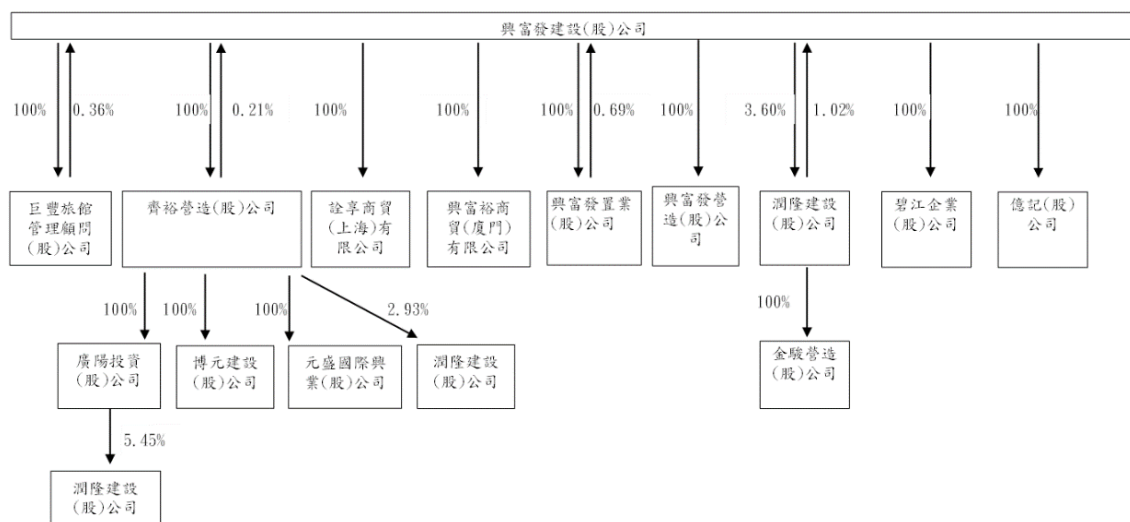 興富發建設(股)公司
100%
0.36%
100%
0.21%
100%
100%
100%
0.69%
100%
3.60%
1.02%
100%
100%
巨豐旅館
管理顧問
(股)公司
齊裕營造(股)公司
詮享商貿
(上海)有
限公司
興富裕商
貿(廈門)
有限公司
興富發置業
(股)公司
興富發營
造(股)公
司
潤隆建設
(股)公司
碧江企業
(股)公司
億記(股)
公司
100%
100%
100%
2.93%
100%
廣陽投資
(股)公司
博元建設
(股)公司
元盛國際興
業(股)公司
潤隆建設
(股)公司
金駿營造
(股)公司
5.45%
潤隆建設
(股)公司